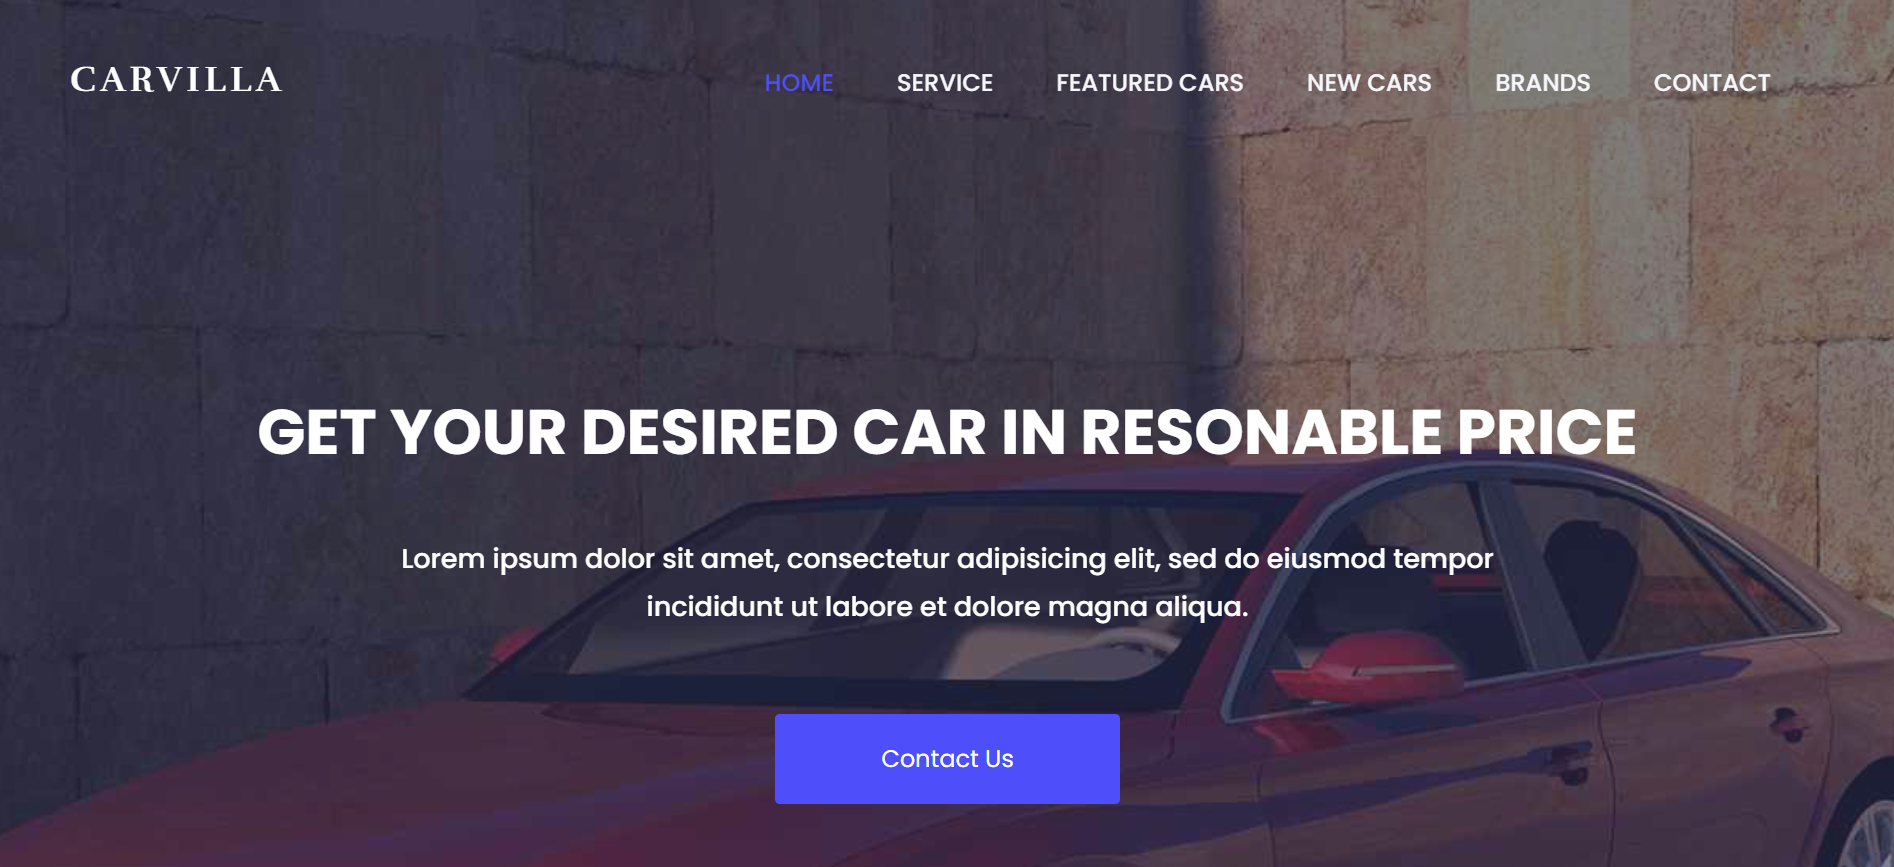 CARVILLA
HOME SERVICE FEATURED CARS NEW CARS BRANDS CONTACT
GET YOUR DESIRED CAR IN RESONABLE PRICE
Lorem ipsum dolor sit amet, consectetur adipisicing elit, sed do eiusmod tempor
incididunt ut labore et dolore magna aliqua.
Contact Us